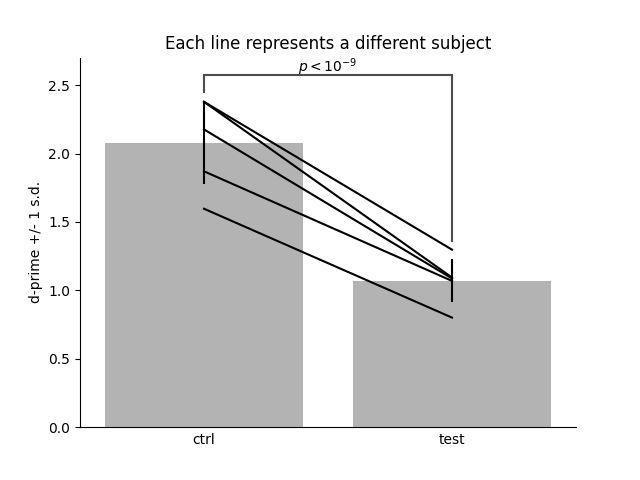 Each line represents a different subject
p < 10⁻⁹
2.5
2.0
1.5
1.0
0.5
0.0
d-prime +/- 1 s.d.
ctrl test